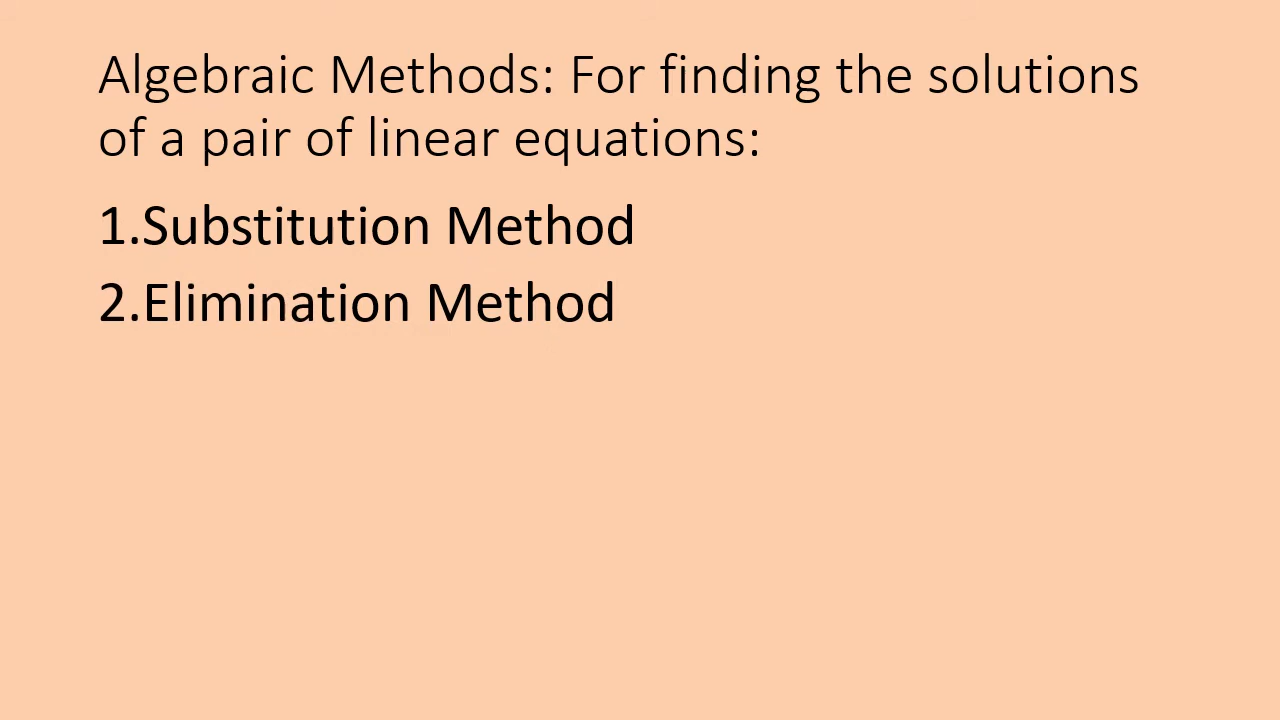 Algebraic Methods: For finding the solutions
of a pair of linear equations:
1.Substitution Method
2.Elimination Method